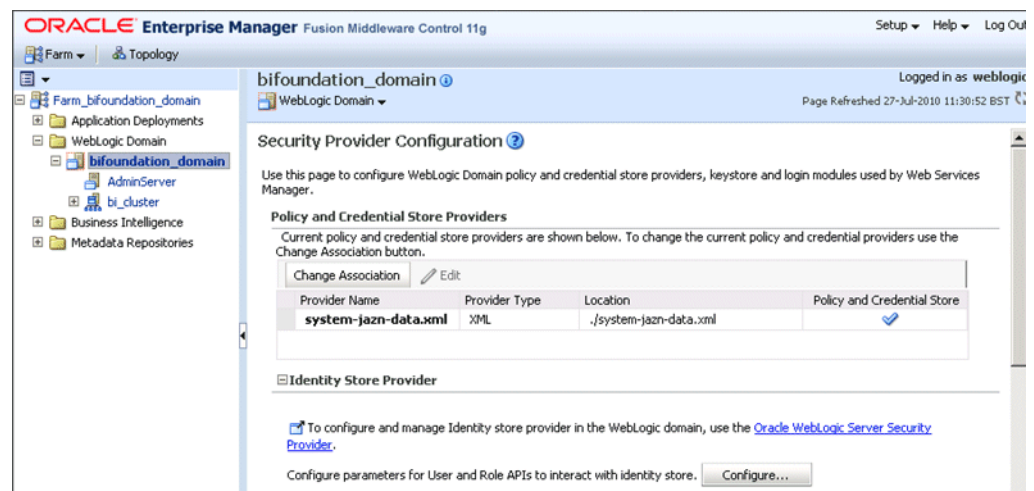 ORACLE Enterprise Manager Fusion Middleware Control 11g
Setup Help Log Out
Farm Topology
Farm_bifoundation_domain
Application Deployments
WebLogic Domain
bifoundation_domain
AdminServer
bi_cluster
Business Intelligence
Metadata Repositories
bifoundation_domain
Logged in as weblogic
WebLogic Domain
Page Refreshed 27-Jul-2010 11:30:52 BST
Security Provider Configuration
Use this page to configure WebLogic Domain policy and credential store providers, keystore and login modules used by Web Services
Manager.
Policy and Credential Store Providers
Current policy and credential store providers are shown below. To change the current policy and credential providers use the
Change Association button.
Change Association Edit
Provider Name Provider Type Location Policy and Credential Store
system-jazn-data.xml XML ./system-jazn-data.xml
Identity Store Provider
To configure and manage Identity store provider in the WebLogic domain, use the Oracle WebLogic Server Security
Provider.
Configure parameters for User and Role APIs to interact with identity store. Configure...